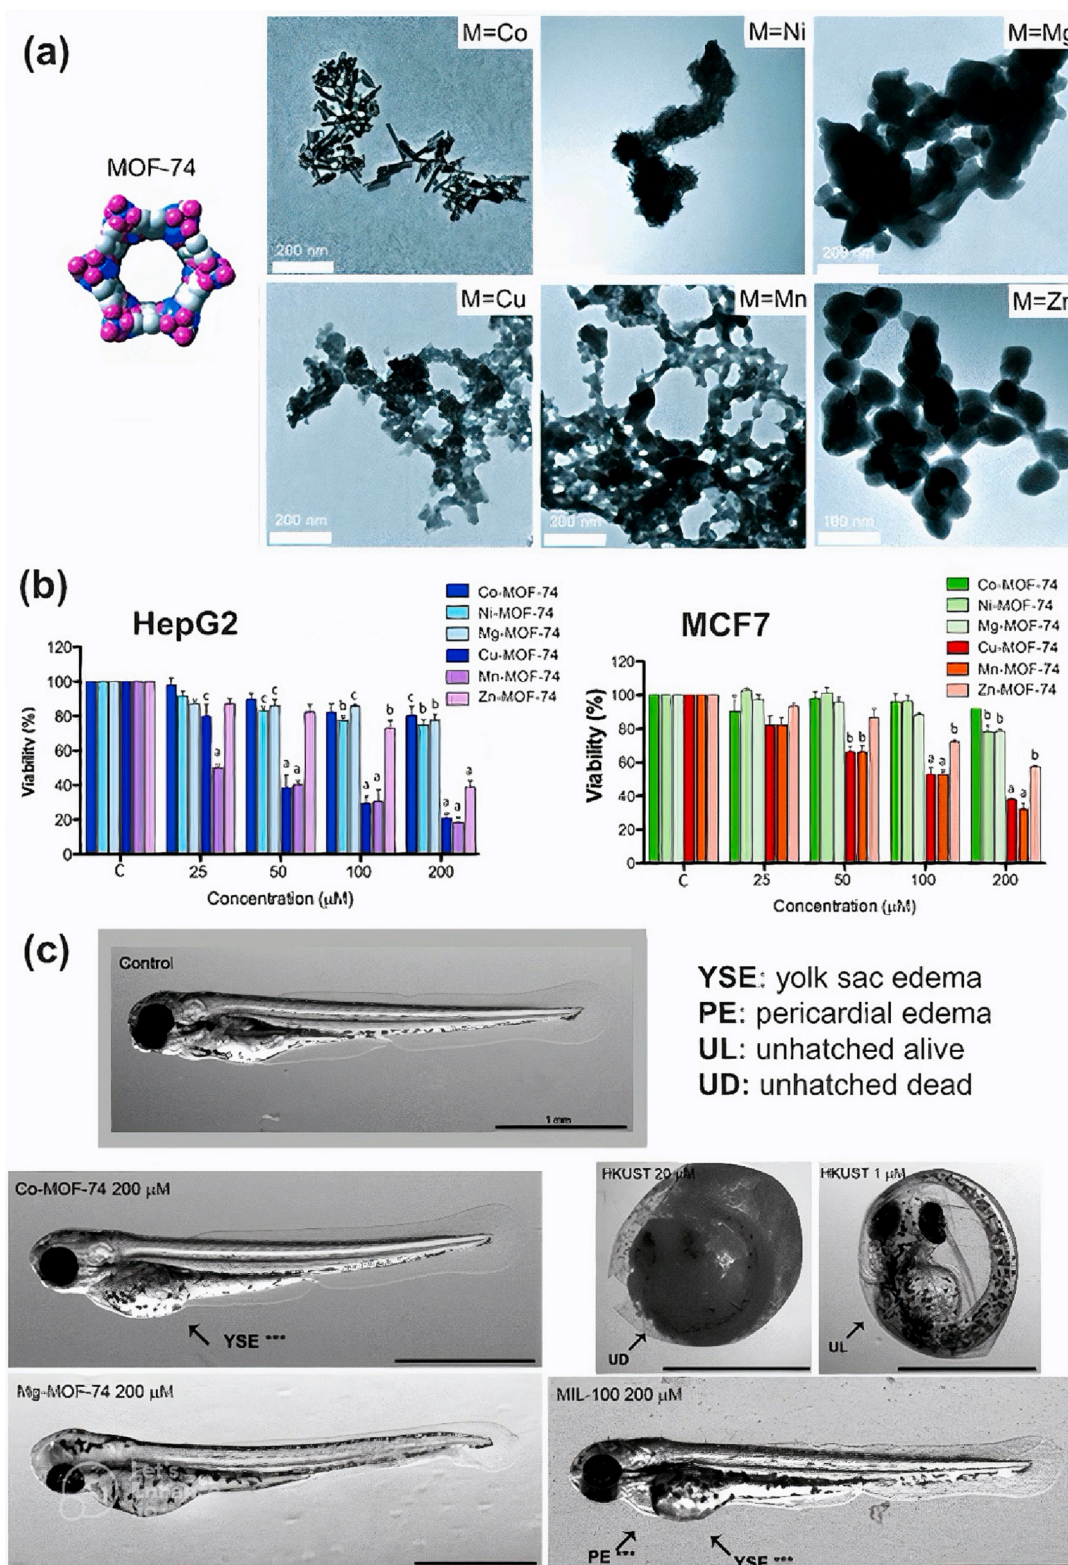 (a)
MOF-74
M=Co
M=Ni
M=Mg
200 nm
200 nm
M=Cu
M=Mn
M=Zn
200 nm
200 nm
100 nm
(b)
HepG2
Co-MOF-74
Ni-MOF-74
Mg-MOF-74
Cu-MOF-74
Mn-MOF-74
Zn-MOF-74
Viability (%)
120
100
80
60
40
20
0
c
a
c
c
a
a
b
c
a
a
b
c
b
b
a
a
a
C
25
50
100
200
Concentration (µM)
MCF7
Co-MOF-74
Ni-MOF-74
Mg-MOF-74
Cu-MOF-74
Mn-MOF-74
Zn-MOF-74
Viability (%)
120
100
80
60
40
20
0
b
b
a
a
b
b
b
a
a
b
C
25
50
100
200
Concentration (µM)
(c)
Control
1 mm
YSE: yolk sac edema
PE: pericardial edema
UL: unhatched alive
UD: unhatched dead
Co-MOF-74 200 µM
YSE ***
HKUST 20 µM
UD
HKUST 1 µM
UL
Mg-MOF-74 200 µM
MIL-100 200 µM
PE ***
YSE ***